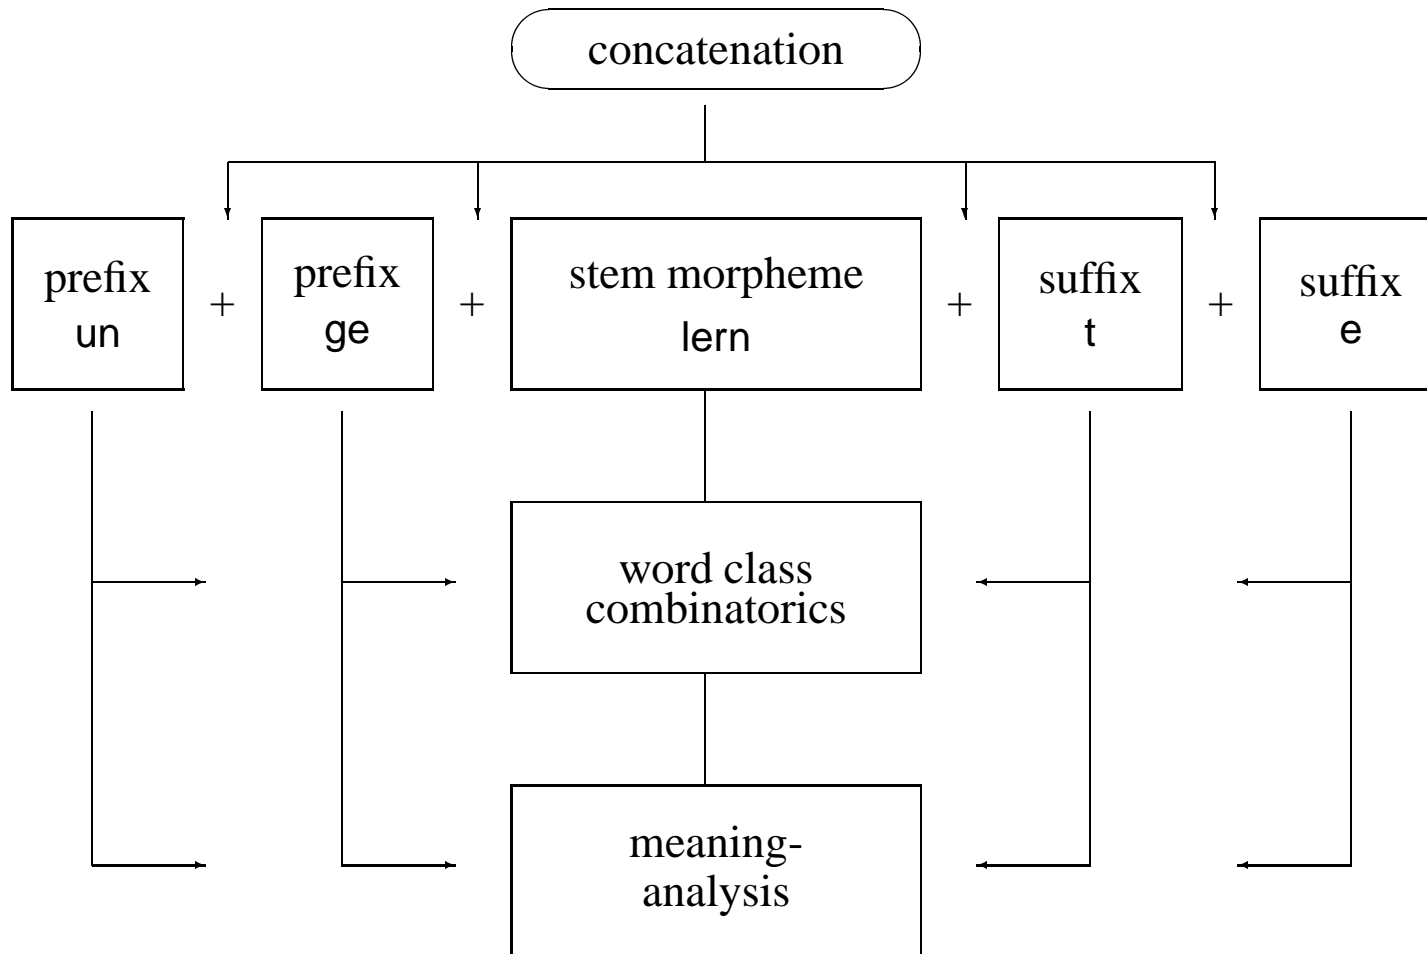 concatenation
prefix
un
+
prefix
ge
+
stem morpheme
lern
+
suffix
t
+
suffix
e
word class
combinatorics
meaning-
analysis